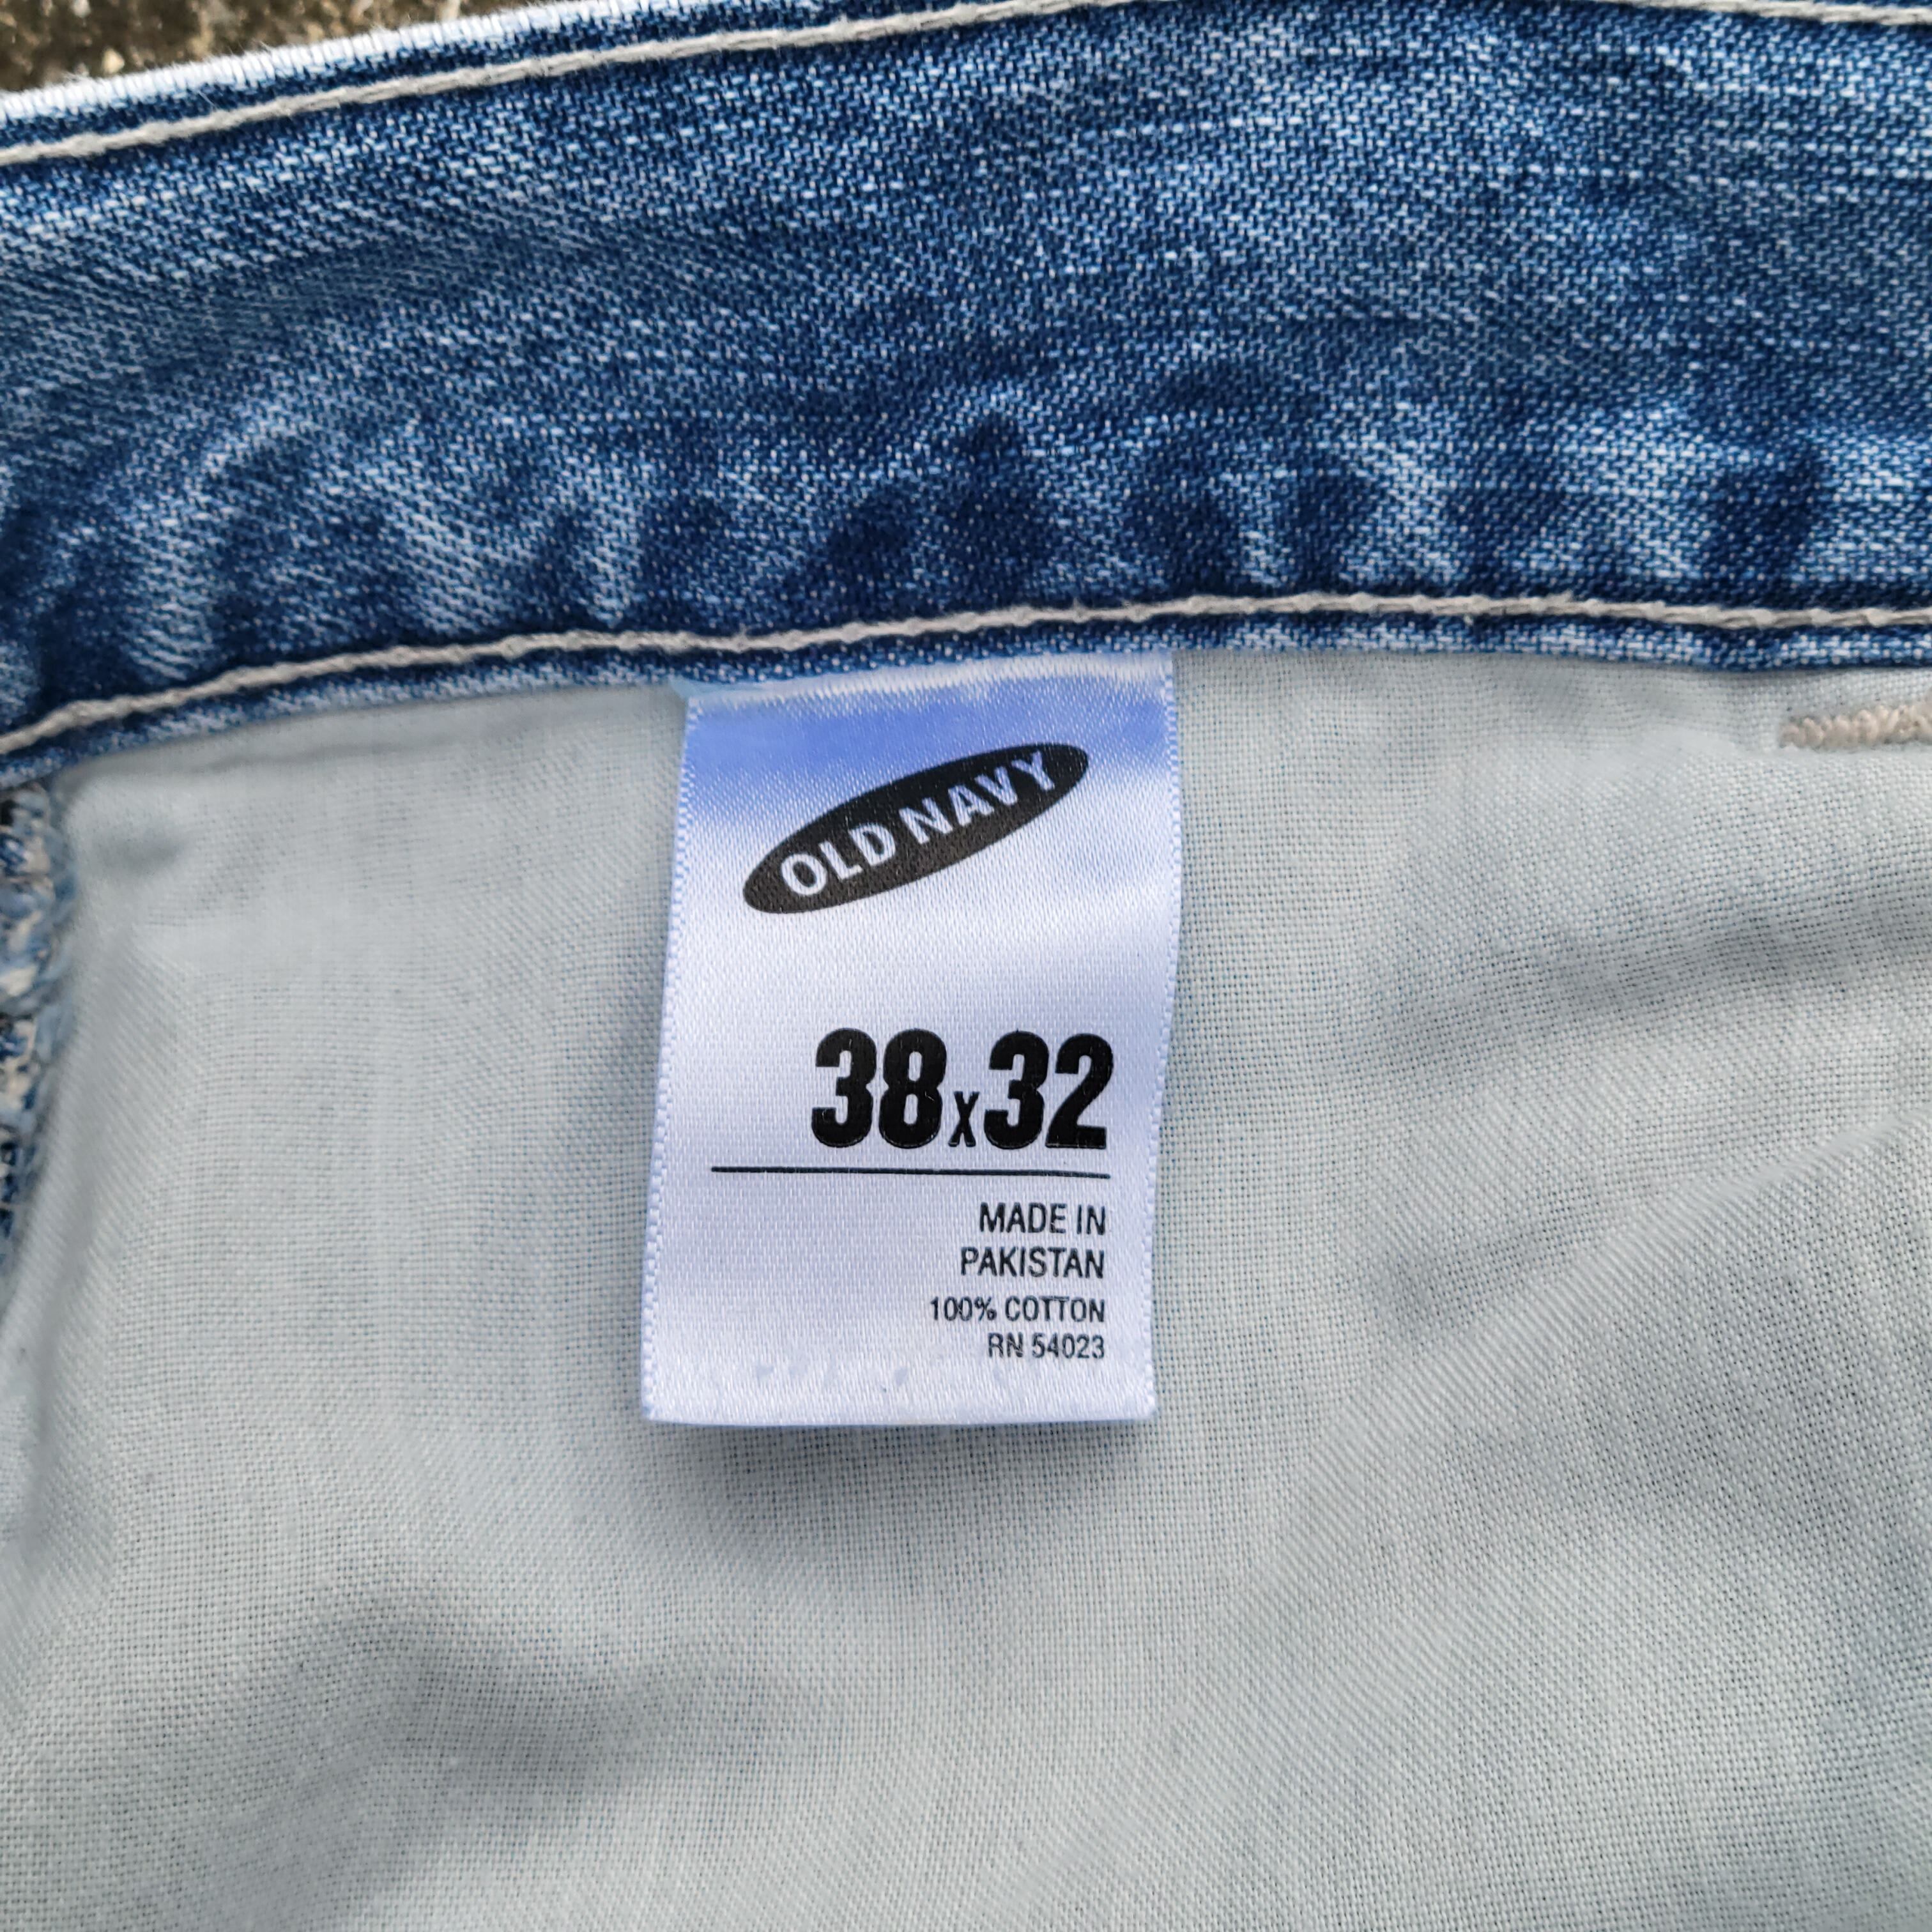 OLD NAVY
38x32
MADE IN
PAKISTAN
100% COTTON
RN 54023